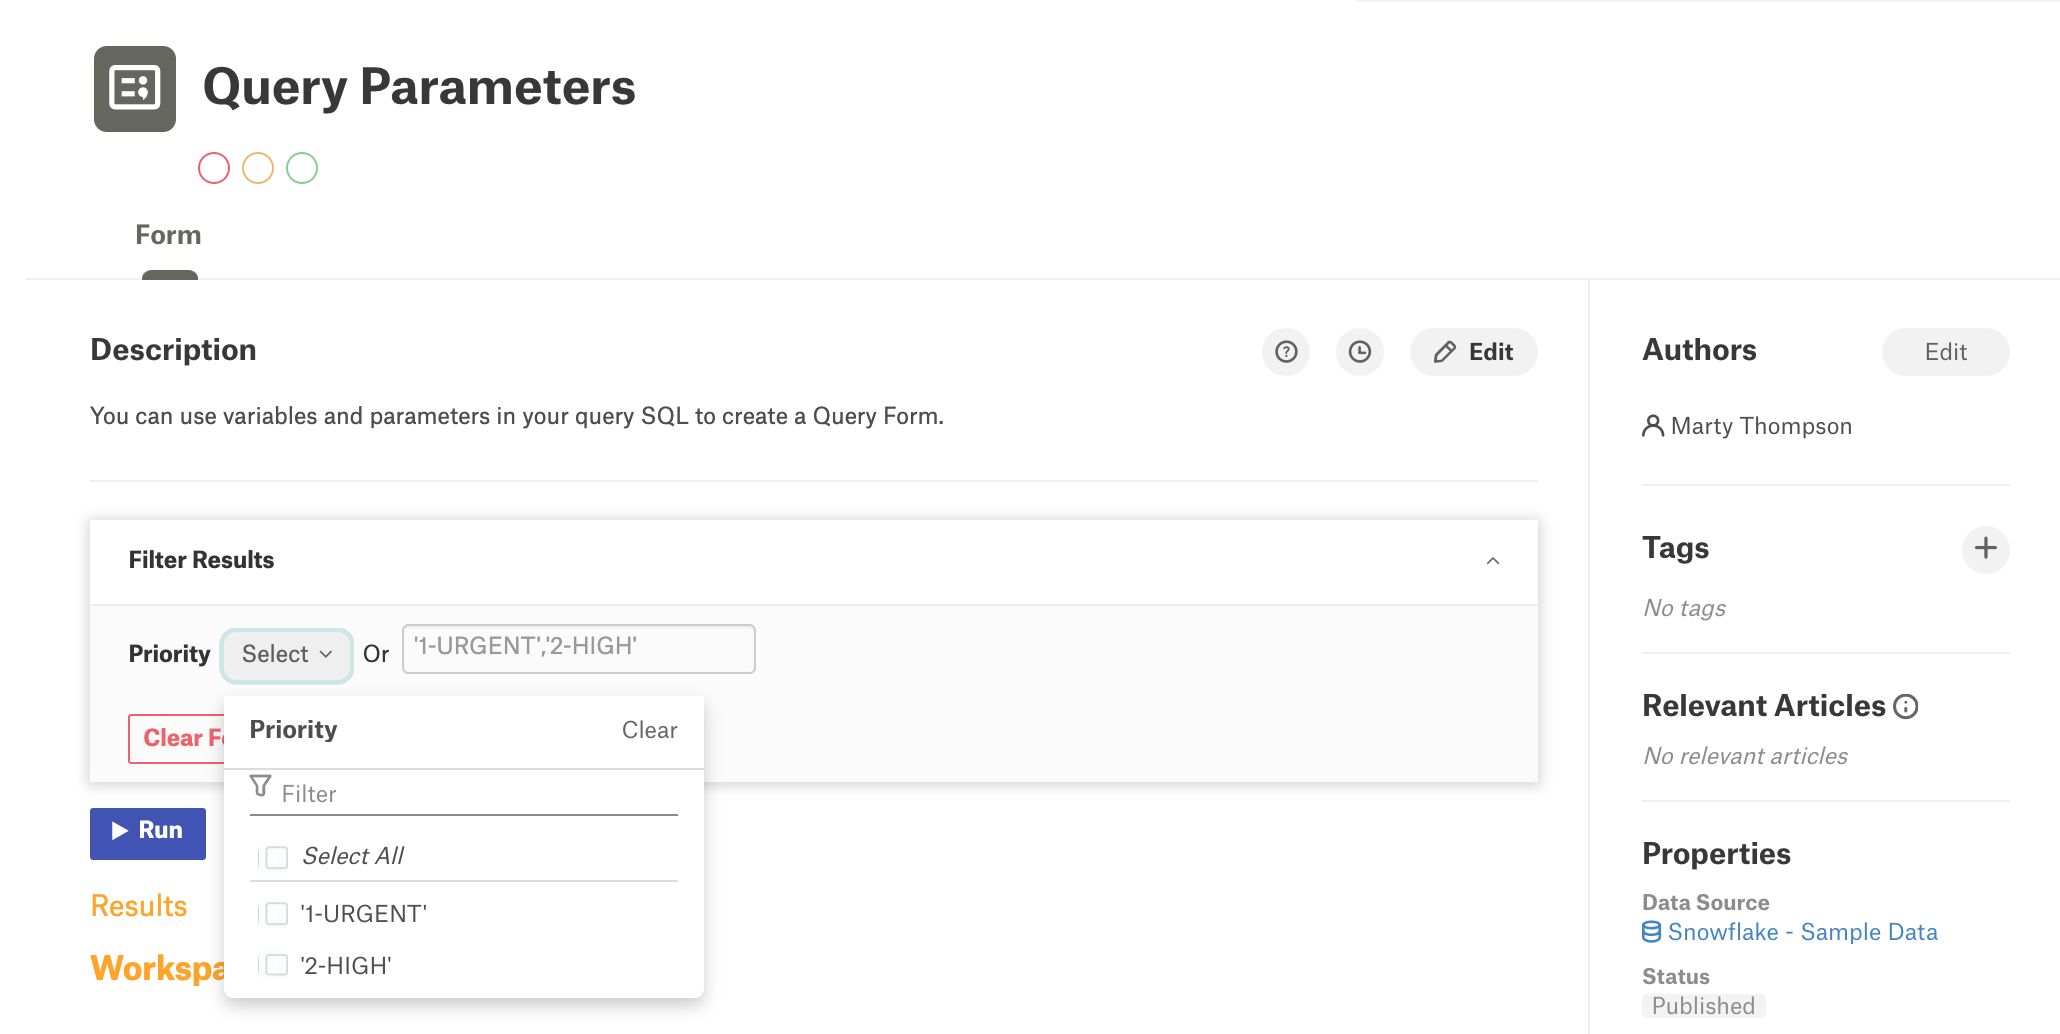 Query Parameters
Form
Description
Edit
You can use variables and parameters in your query SQL to create a Query Form.
Filter Results
Priority Select Or '1-URGENT','2-HIGH'
Clear
Priority Clear
Filter
Run
Select All
Results
'1-URGENT'
'2-HIGH'
Authors Edit
Marty Thompson
Tags
No tags
Relevant Articles
No relevant articles
Properties
Data Source
Snowflake - Sample Data
Status
Published